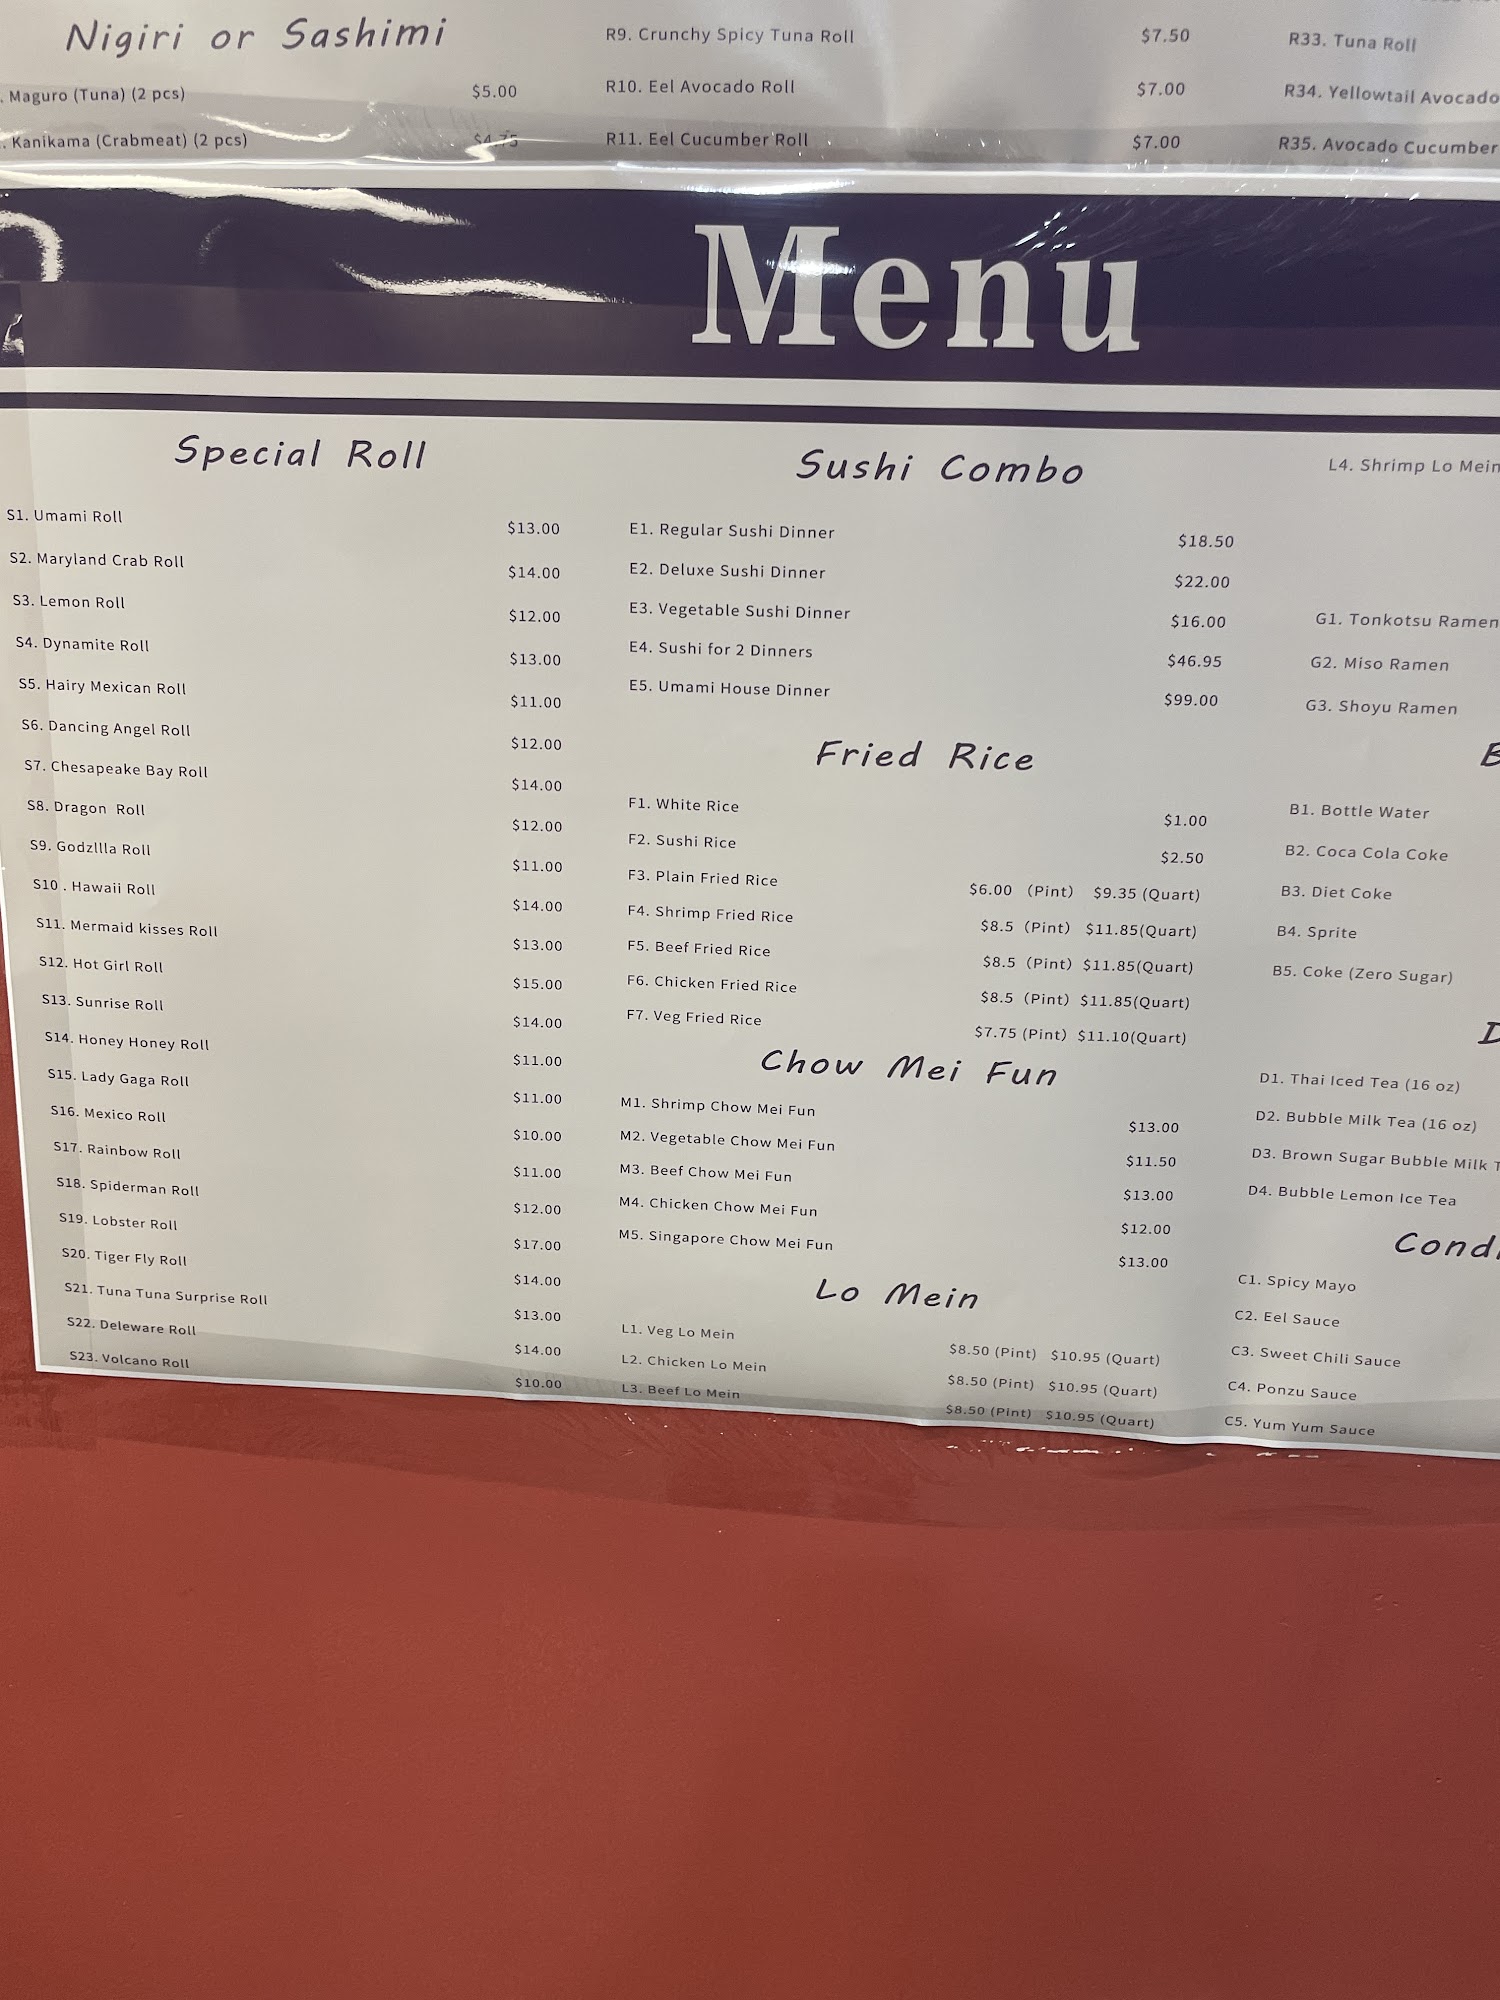 Nigiri or Sashimi
. Maguro (Tuna) (2 pcs) $5.00
. Kanikama (Crabmeat) (2 pcs) $4.75
R9. Crunchy Spicy Tuna Roll $7.50
R10. Eel Avocado Roll $7.00
R11. Eel Cucumber Roll $7.00
R33. Tuna Roll
R34. Yellowtail Avocado
R35. Avocado Cucumber
Menu
Special Roll
S1. Umami Roll $13.00
S2. Maryland Crab Roll $14.00
S3. Lemon Roll $12.00
S4. Dynamite Roll $13.00
S5. Hairy Mexican Roll $11.00
S6. Dancing Angel Roll $12.00
S7. Chesapeake Bay Roll $14.00
S8. Dragon Roll $12.00
S9. Godzllla Roll $11.00
S10 . Hawaii Roll $14.00
S11. Mermaid kisses Roll $13.00
S12. Hot Girl Roll $15.00
S13. Sunrise Roll $14.00
S14. Honey Honey Roll $11.00
S15. Lady Gaga Roll $11.00
S16. Mexico Roll $10.00
S17. Rainbow Roll $11.00
S18. Spiderman Roll $12.00
S19. Lobster Roll $17.00
S20. Tiger Fly Roll $14.00
S21. Tuna Tuna Surprise Roll $13.00
S22. Deleware Roll $14.00
S23. Volcano Roll $10.00
Sushi Combo
E1. Regular Sushi Dinner $18.50
E2. Deluxe Sushi Dinner $22.00
E3. Vegetable Sushi Dinner $16.00
E4. Sushi for 2 Dinners $46.95
E5. Umami House Dinner $99.00
Fried Rice
F1. White Rice $1.00
F2. Sushi Rice $2.50
F3. Plain Fried Rice $6.00 (Pint) $9.35 (Quart)
F4. Shrimp Fried Rice $8.5 (Pint) $11.85(Quart)
F5. Beef Fried Rice $8.5 (Pint) $11.85(Quart)
F6. Chicken Fried Rice $8.5 (Pint) $11.85(Quart)
F7. Veg Fried Rice $7.75 (Pint) $11.10(Quart)
Chow Mei Fun
M1. Shrimp Chow Mei Fun $13.00
M2. Vegetable Chow Mei Fun $11.50
M3. Beef Chow Mei Fun $13.00
M4. Chicken Chow Mei Fun $12.00
M5. Singapore Chow Mei Fun $13.00
Lo Mein
L1. Veg Lo Mein $8.50 (Pint) $10.95 (Quart)
L2. Chicken Lo Mein $8.50 (Pint) $10.95 (Quart)
L3. Beef Lo Mein $8.50 (Pint) $10.95 (Quart)
L4. Shrimp Lo Mein
G1. Tonkotsu Ramen
G2. Miso Ramen
G3. Shoyu Ramen
B
B1. Bottle Water
B2. Coca Cola Coke
B3. Diet Coke
B4. Sprite
B5. Coke (Zero Sugar)
D
D1. Thai Iced Tea (16 oz)
D2. Bubble Milk Tea (16 oz)
D3. Brown Sugar Bubble Milk T
D4. Bubble Lemon Ice Tea
Cond
C1. Spicy Mayo
C2. Eel Sauce
C3. Sweet Chili Sauce
C4. Ponzu Sauce
C5. Yum Yum Sauce